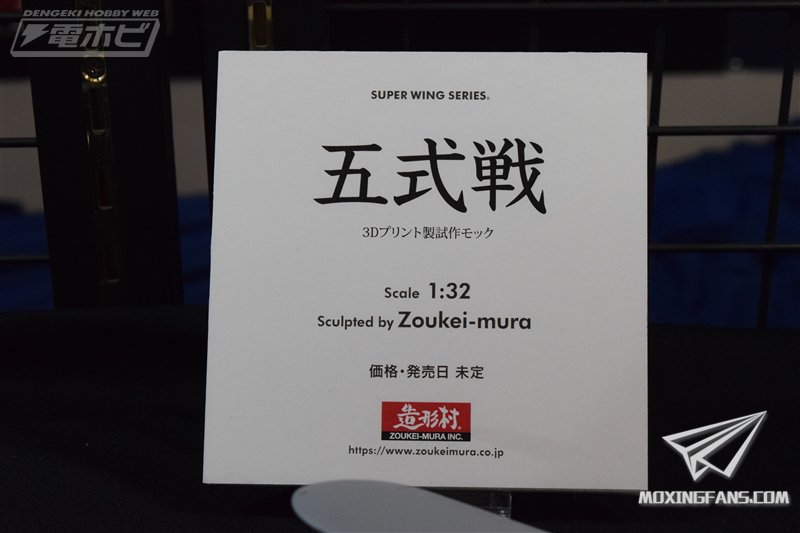 DENGEKI HOBBY WEB
電ホビ
SUPER WING SERIES®
五式戦
3Dプリント製試作モック
Scale 1:32
Sculpted by Zoukei-mura
価格・発売日 未定
造形村®
ZOUKEI-MURA INC.
https://www.zoukeimura.co.jp
MOXINGFANS.COM